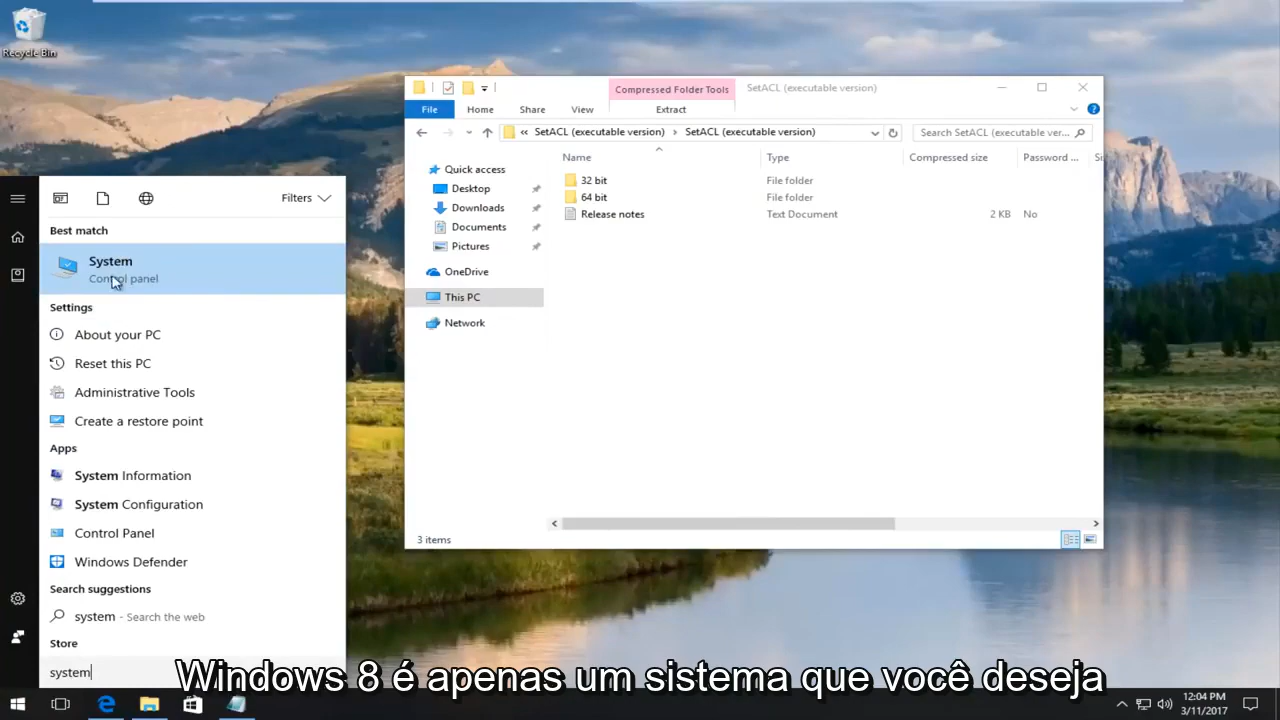 Recycle Bin
Compressed Folder Tools
SetACL (executable version)
File
Home
Share
View
Extract
« SetACL (executable version) › SetACL (executable version)
Search SetACL (executable ver...
Name
Type
Compressed size
Password ...
Quick access
Desktop
Downloads
Documents
Pictures
OneDrive
This PC
Network
32 bit File folder
64 bit File folder
Release notes Text Document 2 KB No
3 items
Filters
Best match
System
Control panel
Settings
About your PC
Reset this PC
Administrative Tools
Create a restore point
Apps
System Information
System Configuration
Control Panel
Windows Defender
Search suggestions
system - Search the web
Store
system
Windows 8 é apenas um sistema que você deseja
12:04 PM
3/11/2017